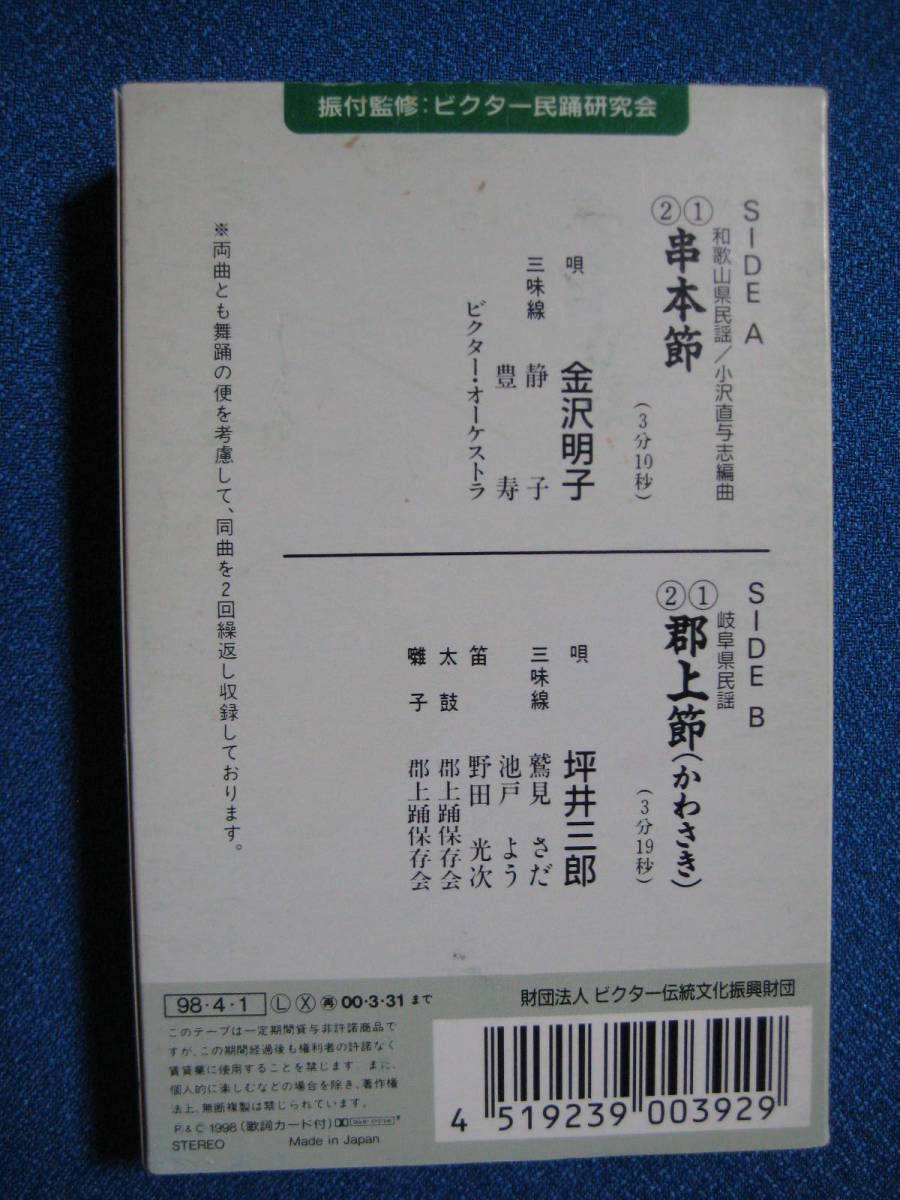 振付監修：ビクター民踊研究会
SIDE A
和歌山県民謡／小沢直与志編曲
①② 串本節
（3分10秒）
唄 金沢明子
三味線 静子
豊寿
ビクター・オーケストラ
SIDE B
岐阜県民謡
①② 郡上節（かわさき）
（3分19秒）
唄 坪井三郎
三味線 鷲見 さだ
池戸 よう
笛 野田 光次
太鼓 郡上踊保存会
囃子 郡上踊保存会
※両曲とも舞踊の便を考慮して、同曲を2回繰返し収録しております。
98・4・1 Ⓛ Ⓧ ㊢ 00・3・31 まで
財団法人 ビクター伝統文化振興財団
このテープは一定期間貸与非許諾商品で
すが、この期間経過後も権利者の許諾なく
賃貸業に使用することを禁じます。また、
個人的に楽しむなどの場合を除き、著作権
法上、無断複製は禁じられています。
P.& C 1998（歌詞カード付）
STEREO Made in Japan
4 519239 003929